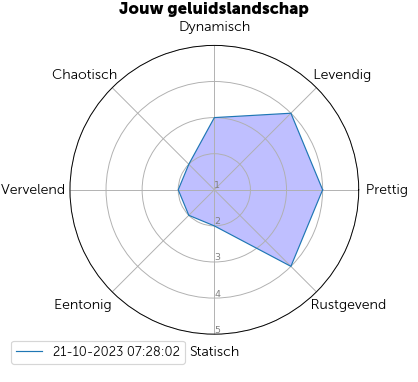 Jouw geluidslandschap
Dynamisch
Chaotisch
Levendig
Vervelend
1
Prettig
2
3
4
Eentonig
Rustgevend
5
21-10-2023 07:28:02
Statisch